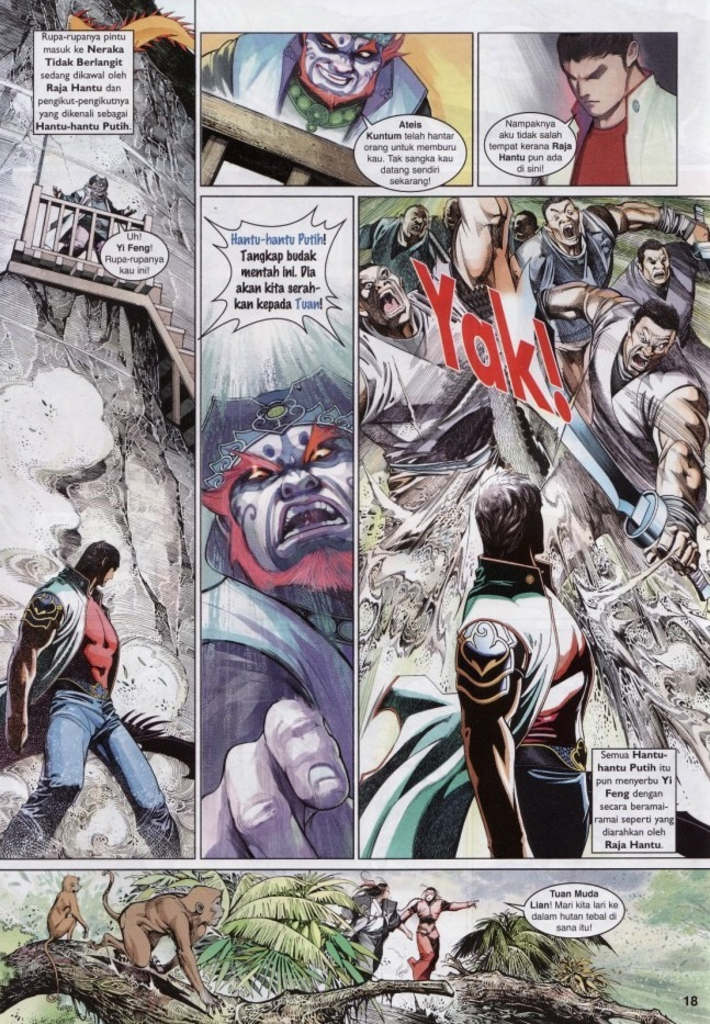 Rupa-rupanya pintu
masuk ke Neraka
Tidak Berlangit
sedang dikawal oleh
Raja Hantu dan
pengikut-pengikutnya
yang dikenali sebagai
Hantu-hantu Putih.
Uh!
Yi Feng!
Rupa-rupanya
kau ini!
Ateis
Kuntum telah hantar
orang untuk memburu
kau. Tak sangka kau
datang sendiri
sekarang!
Nampaknya
aku tidak salah
tempat kerana Raja
Hantu pun ada
di sini!
Hantu-hantu Putih!
Tangkap budak
mentah ini. Dia
akan kita serah-
kan kepada Tuan!
Yak!
Semua Hantu-
hantu Putih itu
pun menyerbu Yi
Feng dengan
secara beramai-
ramai seperti yang
diarahkan oleh
Raja Hantu.
Tuan Muda
Lian! Mari kita lari ke
dalam hutan tebal di
sana itu!
18